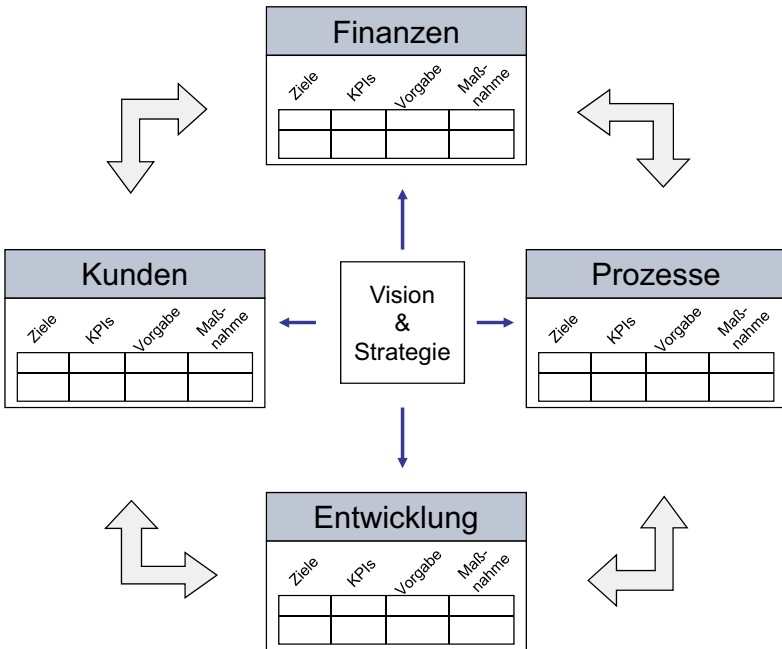 Finanzen
Ziele KPIs Vorgabe Maß-
nahme
Kunden
Ziele KPIs Vorgabe Maß-
nahme
Vision
&
Strategie
Prozesse
Ziele KPIs Vorgabe Maß-
nahme
Entwicklung
Ziele KPIs Vorgabe Maß-
nahme